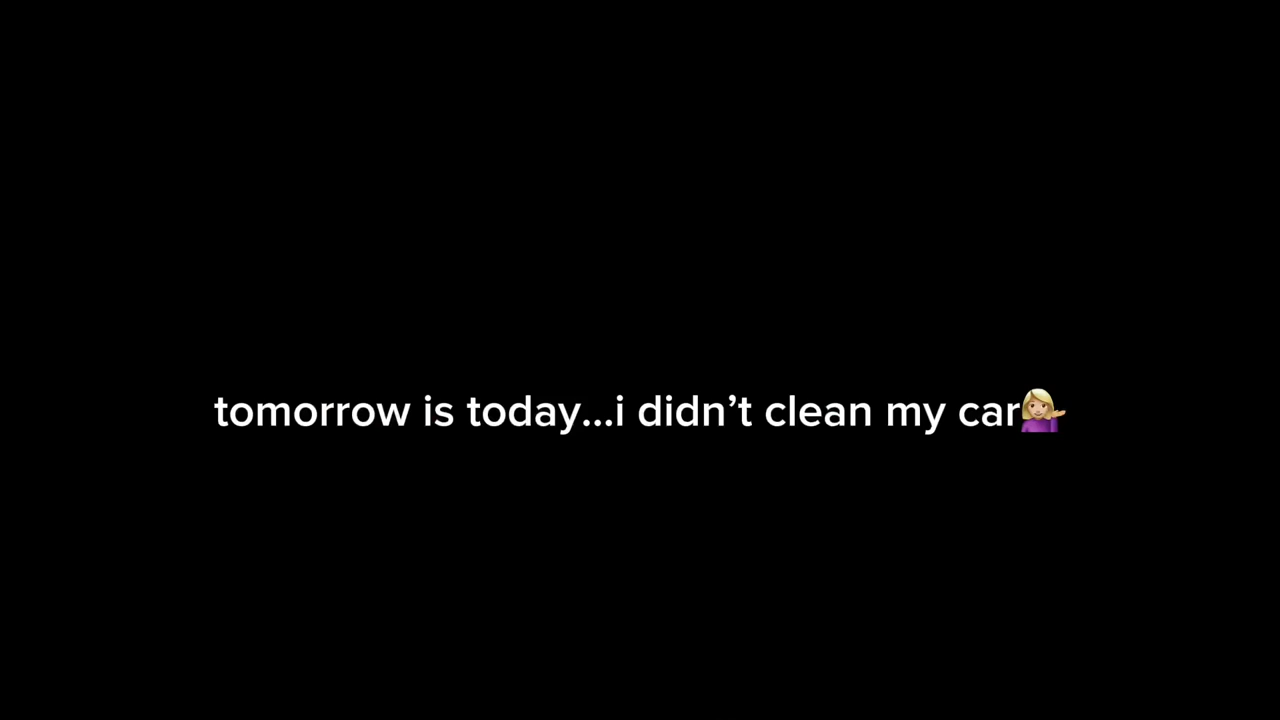 tomorrow is today...i didn’t clean my car💁🏼‍♀️